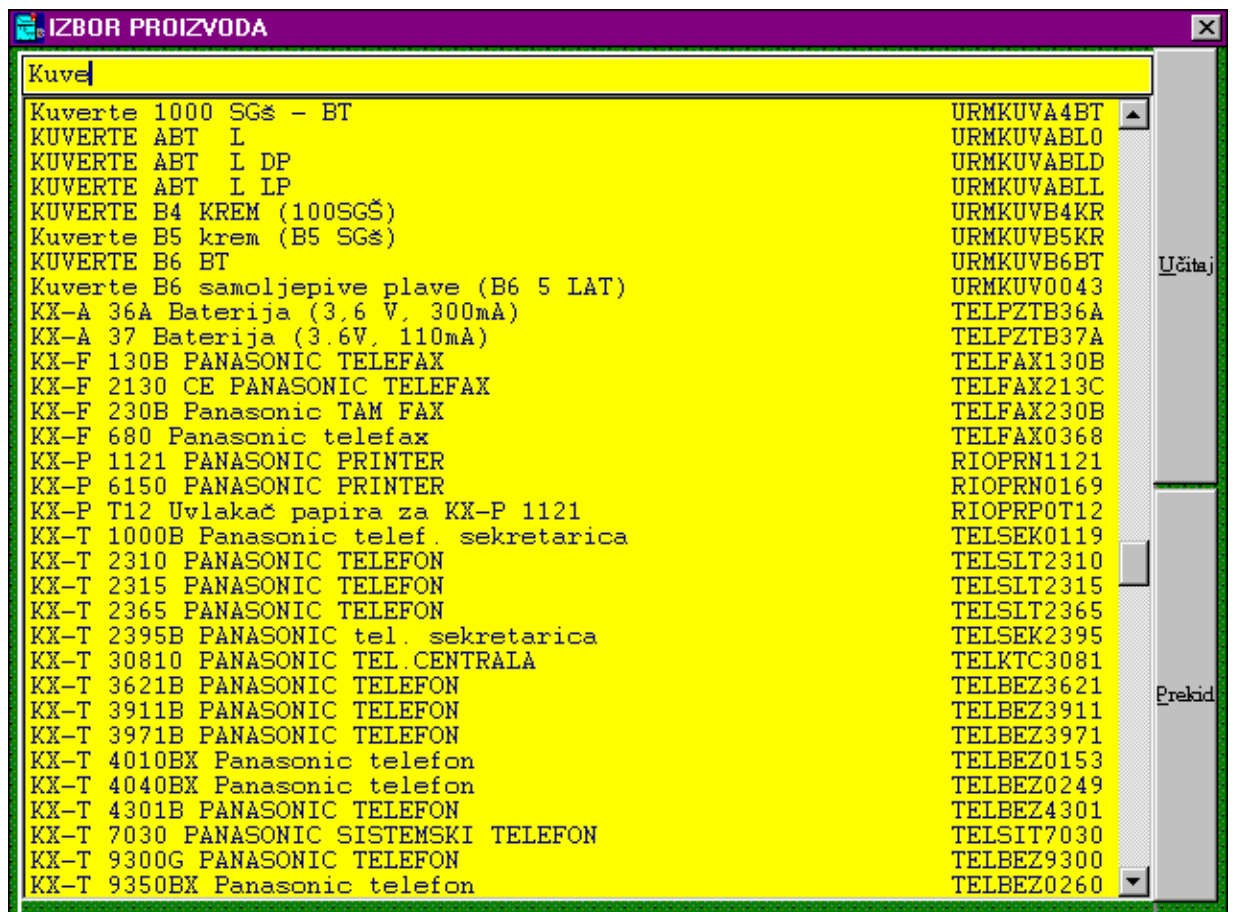 IZBOR PROIZVODA
Kuve
Kuverte 1000 SGš – BT URMKUVA4BT
KUVERTE ABT  L URMKUVABL0
KUVERTE ABT  L DP URMKUVABLD
KUVERTE ABT  L LP URMKUVABLL
KUVERTE B4 KREM (100SGŠ) URMKUVB4KR
Kuverte B5 krem (B5 SGš) URMKUVB5KR
KUVERTE B6 BT URMKUVB6BT
Kuverte B6 samoljepive plave (B6 5 LAT) URMKUV0043
KX–A 36A Baterija (3,6 V, 300mA) TELPZTB36A
KX–A 37 Baterija (3.6V, 110mA) TELPZTB37A
KX–F 130B PANASONIC TELEFAX TELFAX130B
KX–F 2130 CE PANASONIC TELEFAX TELFAX213C
KX–F 230B Panasonic TAM FAX TELFAX230B
KX–F 680 Panasonic telefax TELFAX0368
KX–P 1121 PANASONIC PRINTER RIOPRN1121
KX–P 6150 PANASONIC PRINTER RIOPRN0169
KX–P T12 Uvlakač papira za KX–P 1121 RIOPRP0T12
KX–T 1000B Panasonic telef. sekretarica TELSEK0119
KX–T 2310 PANASONIC TELEFON TELSLT2310
KX–T 2315 PANASONIC TELEFON TELSLT2315
KX–T 2365 PANASONIC TELEFON TELSLT2365
KX–T 2395B PANASONIC tel. sekretarica TELSEK2395
KX–T 30810 PANASONIC TEL.CENTRALA TELKTC3081
KX–T 3621B PANASONIC TELEFON TELBEZ3621
KX–T 3911B PANASONIC TELEFON TELBEZ3911
KX–T 3971B PANASONIC TELEFON TELBEZ3971
KX–T 4010BX Panasonic telefon TELBEZ0153
KX–T 4040BX Panasonic telefon TELBEZ0249
KX–T 4301B PANASONIC TELEFON TELBEZ4301
KX–T 7030 PANASONIC SISTEMSKI TELEFON TELSIT7030
KX–T 9300G PANASONIC TELEFON TELBEZ9300
KX–T 9350BX Panasonic telefon TELBEZ0260
Učitaj
Prekid